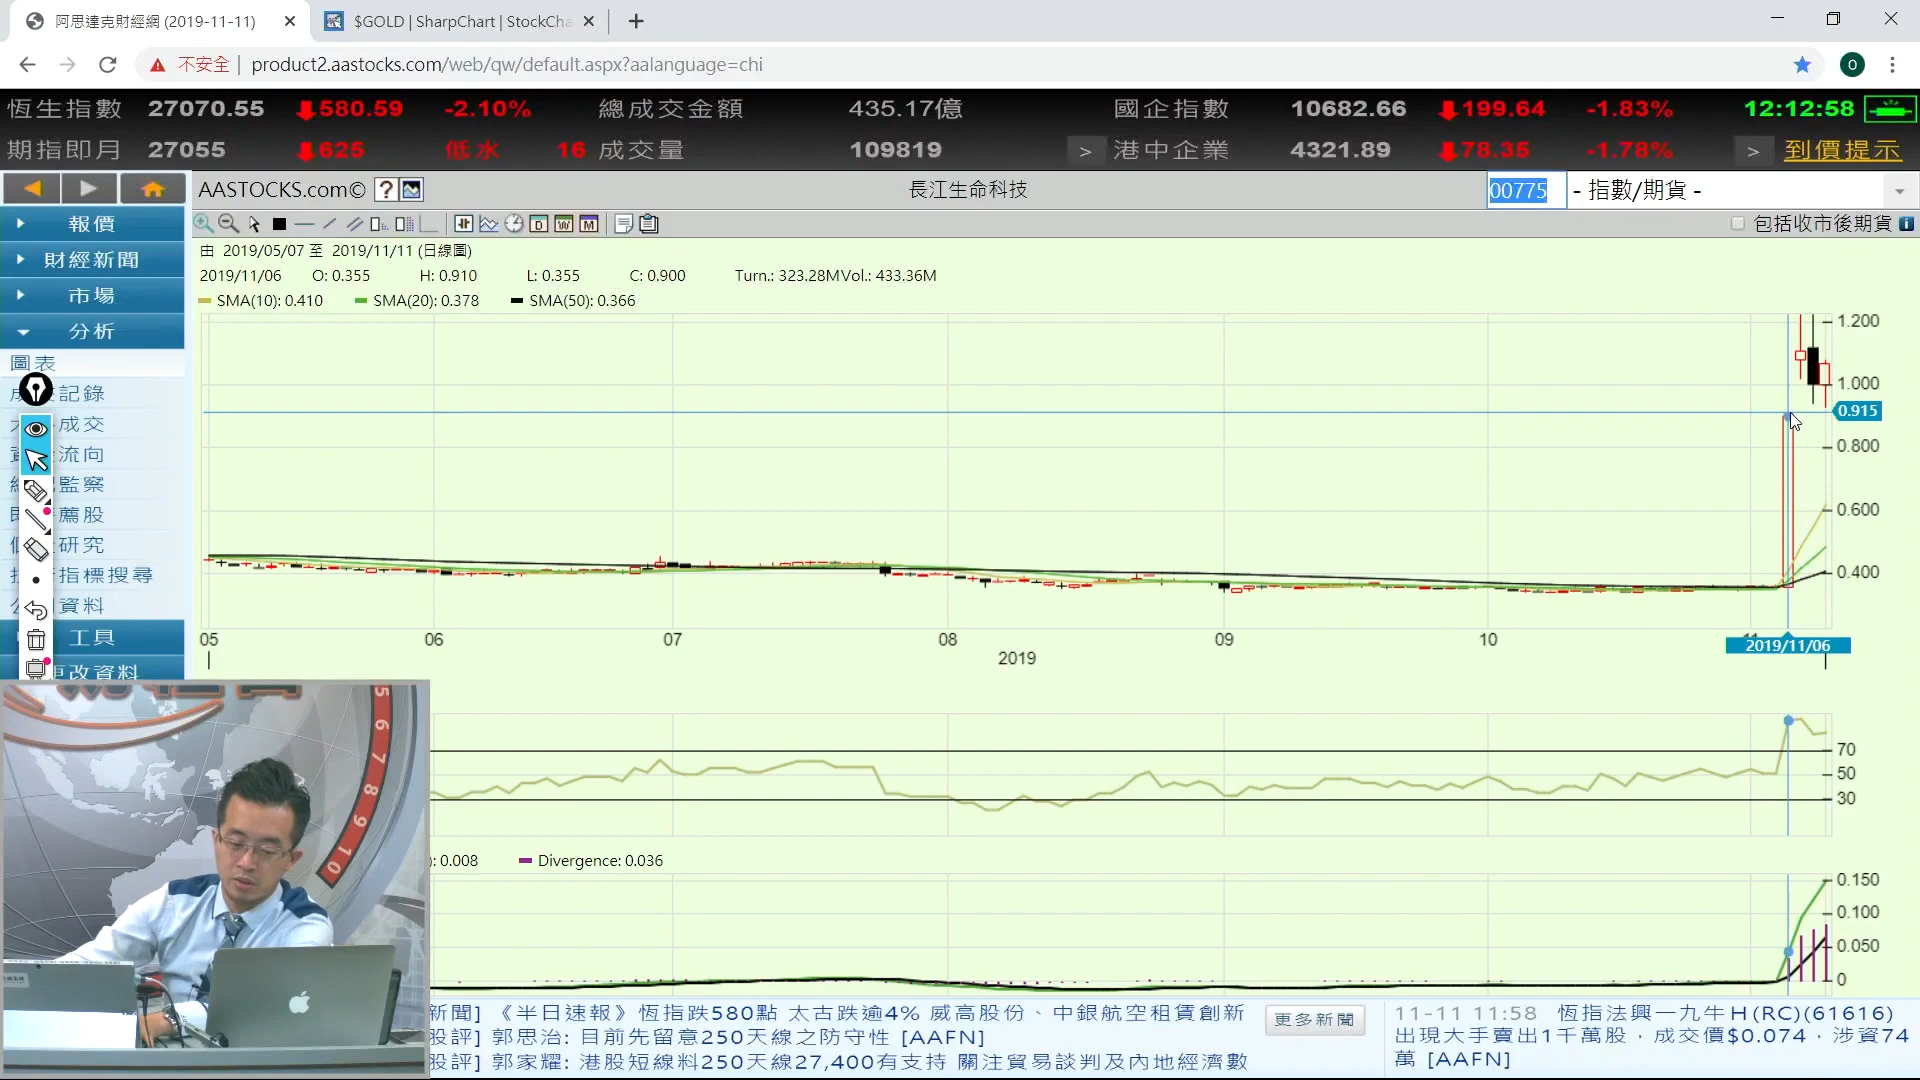 阿思達克財經網 (2019-11-11)
$GOLD | SharpChart | StockCha
不安全 | product2.aastocks.com/web/qw/default.aspx?aalanguage=chi
O
恆生指數 27070.55 580.59 -2.10% 總成交金額 435.17億 國企指數 10682.66 199.64 -1.83% 12:12:58
期指即月 27055 625 低水 16 成交量 109819 > 港中企業 4321.89 78.35 -1.78% > 到價提示
AASTOCKS.com© ? 長江生命科技 00775 - 指數/期貨 -
包括收市後期貨
報價
財經新聞
市場
分析
圖表
記錄
成交
流向
監察
薦股
研究
指標搜尋
資料
工具
更改資料
D W M
由 2019/05/07 至 2019/11/11 (日線圖)
2019/11/06 O: 0.355 H: 0.910 L: 0.355 C: 0.900 Turn.: 323.28MVol.: 433.36M
SMA(10): 0.410 SMA(20): 0.378 SMA(50): 0.366
1.200
1.000
0.915
0.800
0.600
0.400
05 06 07 08 09 10
2019/11/06
2019
70
50
30
): 0.008 Divergence: 0.036
0.150
0.100
0.050
0
5 6 7 8 9 10
新聞] 《半日速報》恆指跌580點 太古跌逾4% 威高股份、中銀航空租賃創新
股評] 郭思治: 目前先留意250天線之防守性 [AAFN]
股評] 郭家耀: 港股短線料250天線27,400有支持 關注貿易談判及內地經濟數
更多新聞
11-11 11:58 恆指法興一九牛Ｈ(RC)(61616)
出現大手賣出1千萬股，成交價$0.074，涉資74
萬 [AAFN]